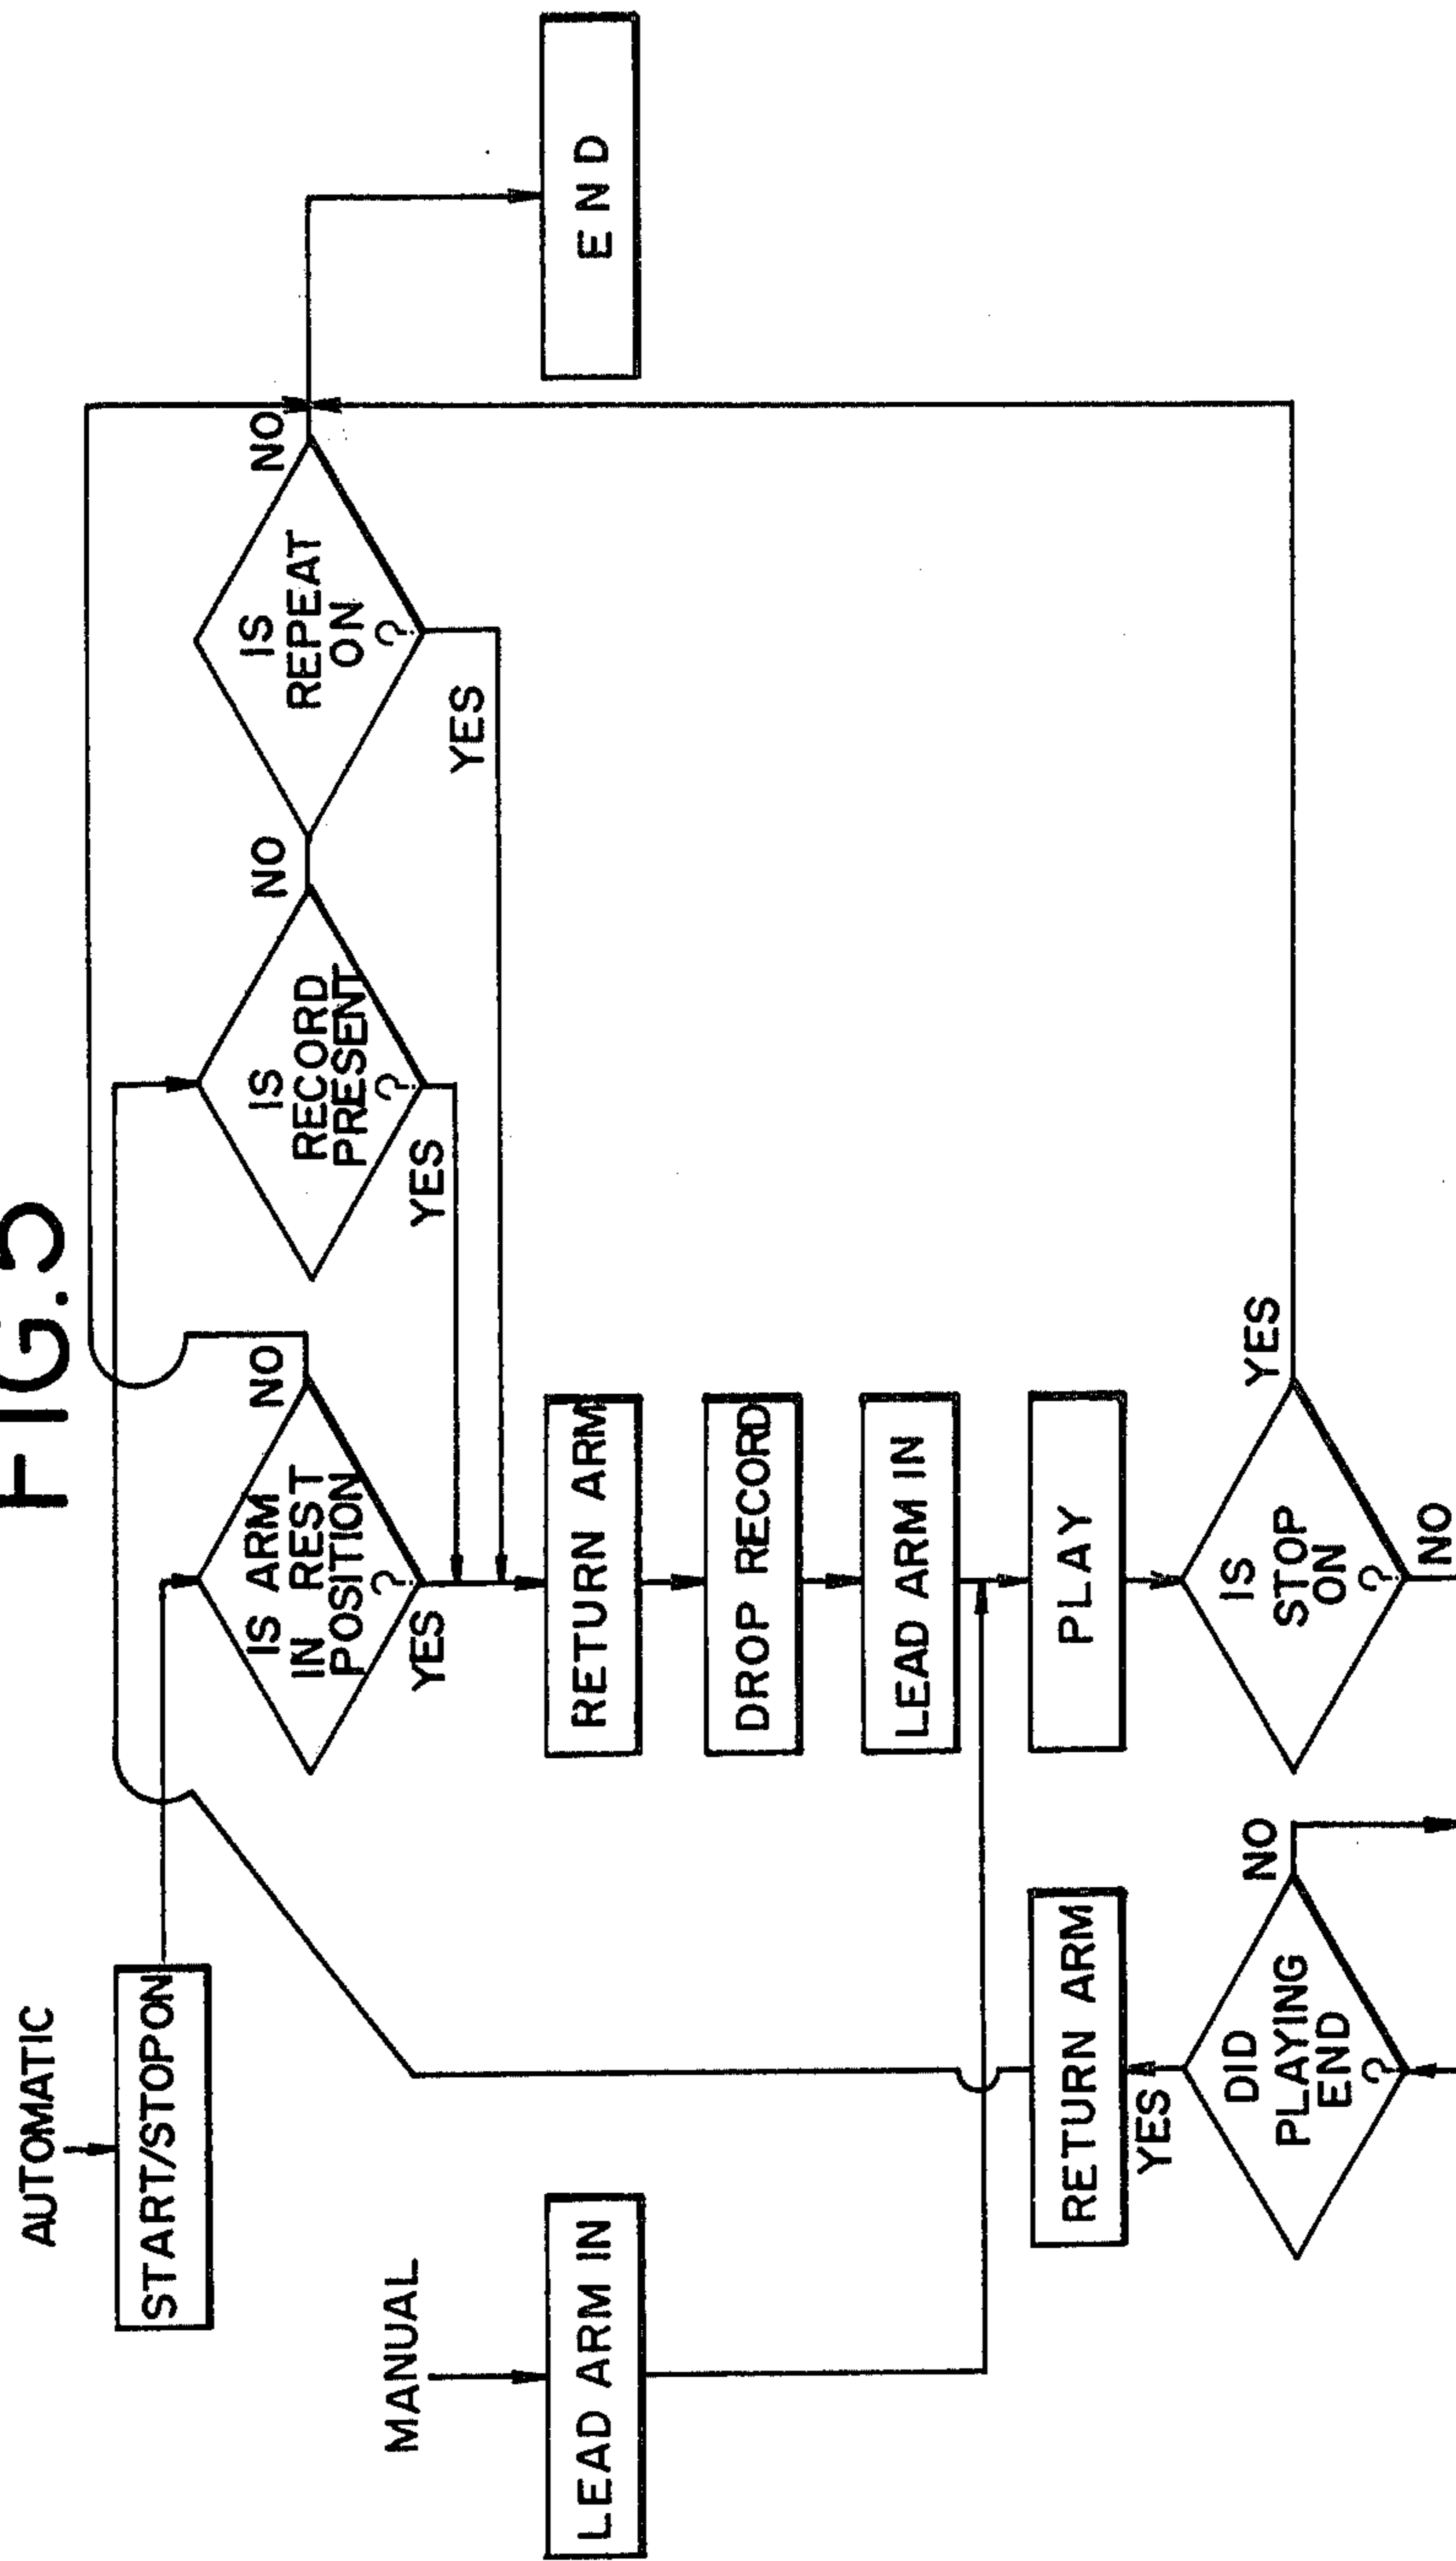 FIG.5
AUTOMATIC
START/STOP ON
MANUAL
LEAD ARM IN
IS ARM
IN REST
POSITION
?
NO
YES
IS
RECORD
PRESENT
?
NO
YES
IS
REPEAT
ON
?
NO
YES
END
RETURN ARM
DROP RECORD
LEAD ARM IN
PLAY
IS
STOP
ON
?
YES
NO
RETURN ARM
YES
DID
PLAYING
END
?
NO